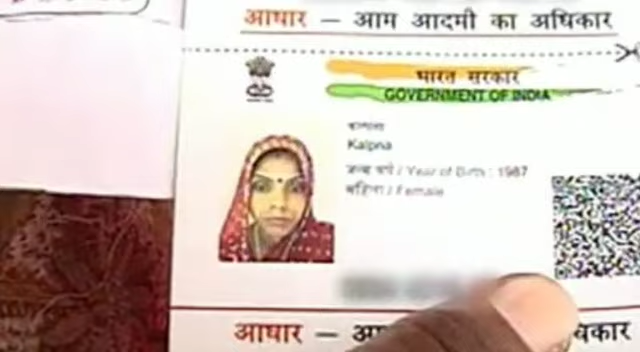 आधार – आम आदमी का अधिकार
भारत सरकार
GOVERNMENT OF INDIA
कल्पना
Kalpna
जन्म वर्ष / Year of Birth : 1987
महिला / Female
आधार –